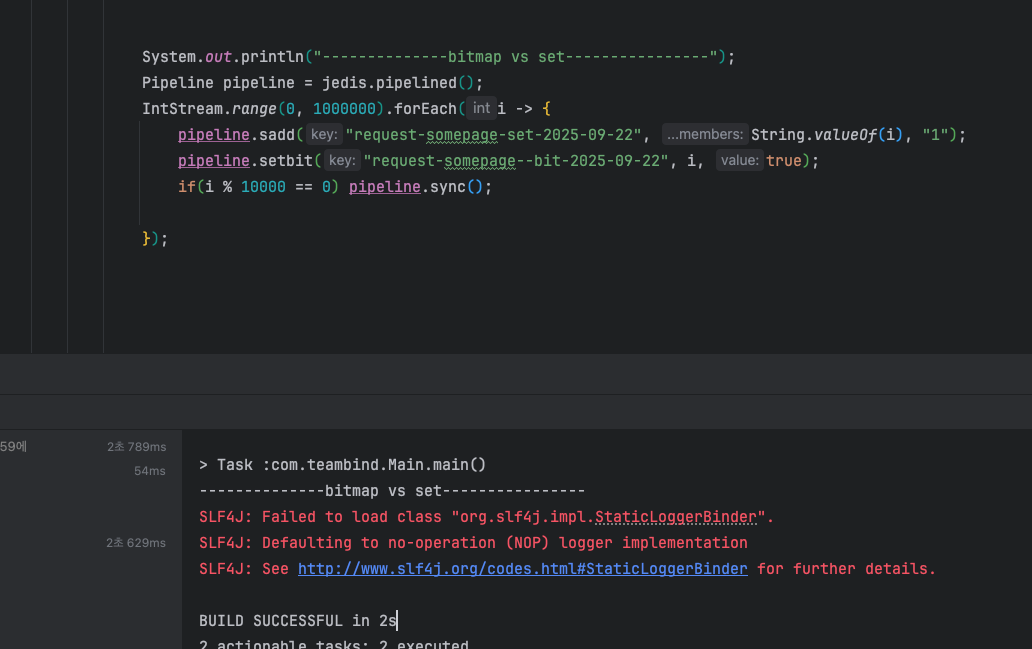 System.out.println("--------------bitmap vs set----------------");
Pipeline pipeline = jedis.pipelined();
IntStream.range(0, 1000000).forEach( int i -> {
pipeline.sadd( key: "request-somepage-set-2025-09-22", ...members: String.valueOf(i), "1");
pipeline.setbit( key: "request-somepage--bit-2025-09-22", i, value: true);
if(i % 10000 == 0) pipeline.sync();
});
59에 2초 789ms
54ms
> Task :com.teambind.Main.main()
--------------bitmap vs set----------------
SLF4J: Failed to load class "org.slf4j.impl.StaticLoggerBinder".
2초 629ms
SLF4J: Defaulting to no-operation (NOP) logger implementation
SLF4J: See http://www.slf4j.org/codes.html#StaticLoggerBinder for further details.
BUILD SUCCESSFUL in 2s
2 actionable tasks: 2 executed